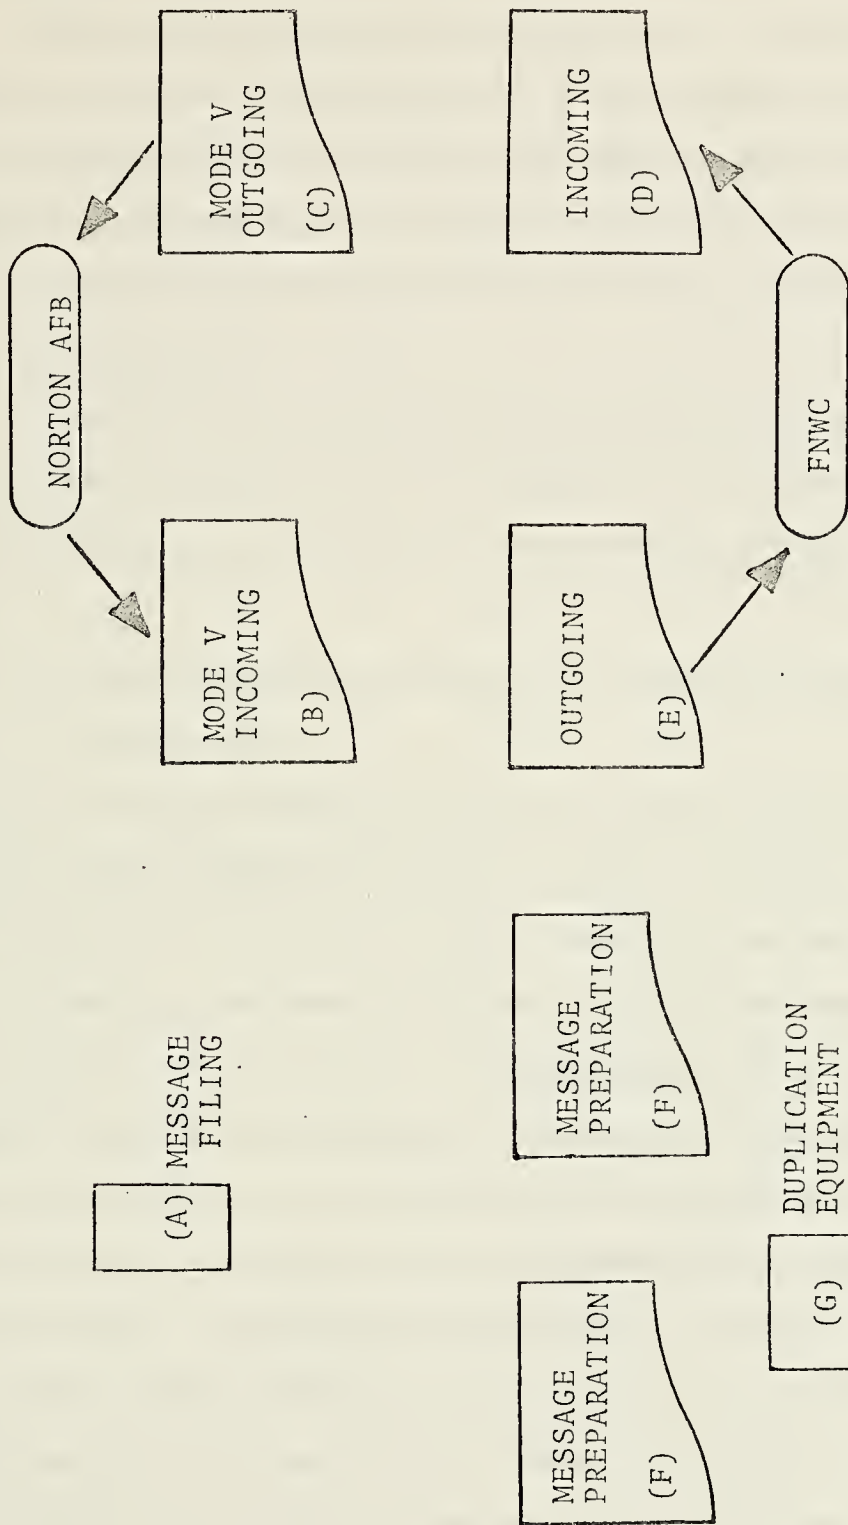 NORTON AFB
MODE V
INCOMING
(B)
MODE V
OUTGOING
(C)
(A) MESSAGE
FILING
MESSAGE
PREPARATION
(F)
MESSAGE
PREPARATION
(F)
OUTGOING
(E)
INCOMING
(D)
(G)
DUPLICATION
EQUIPMENT
FNWC